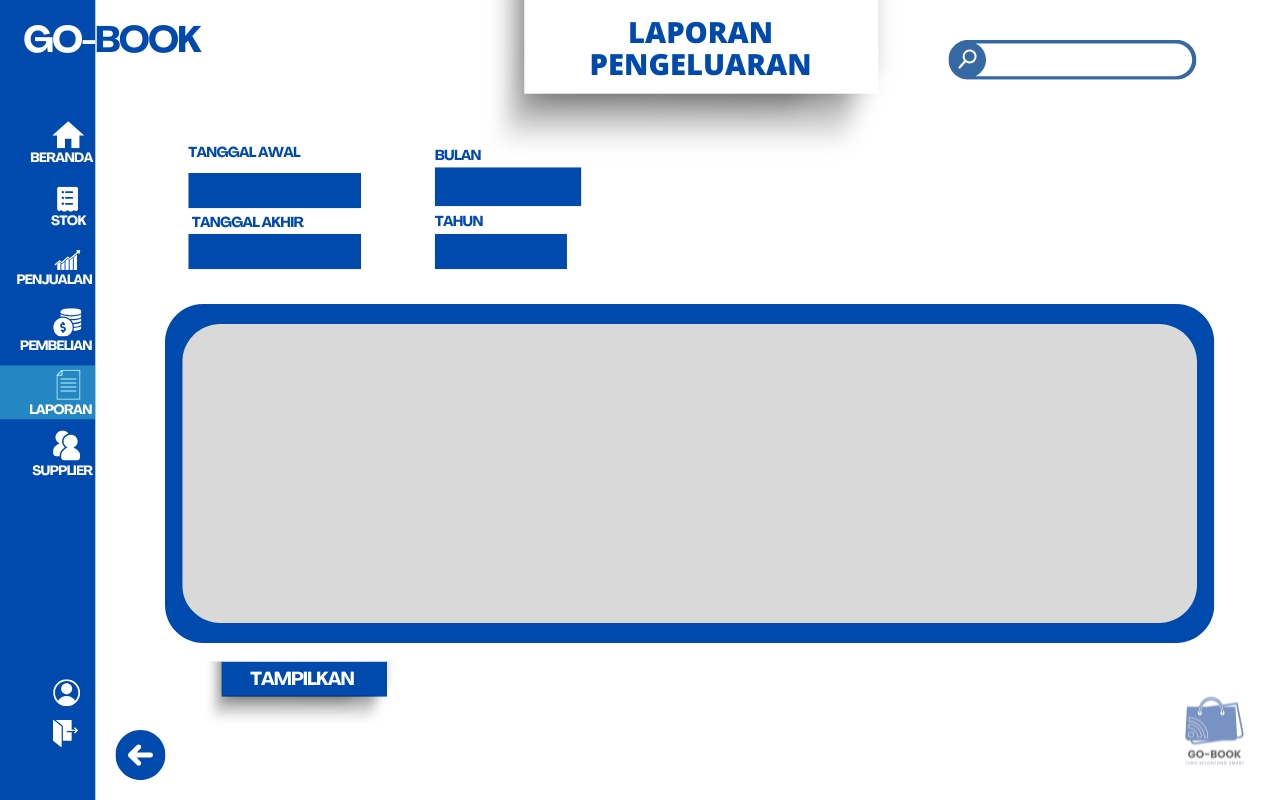 GO-BOOK
LAPORAN
PENGELUARAN
TANGGAL AWAL
BULAN
TANGGAL AKHIR
TAHUN
BERANDA
STOK
PENJUALAN
PEMBELIAN
LAPORAN
SUPPLIER
TAMPILKAN
GO-BOOK